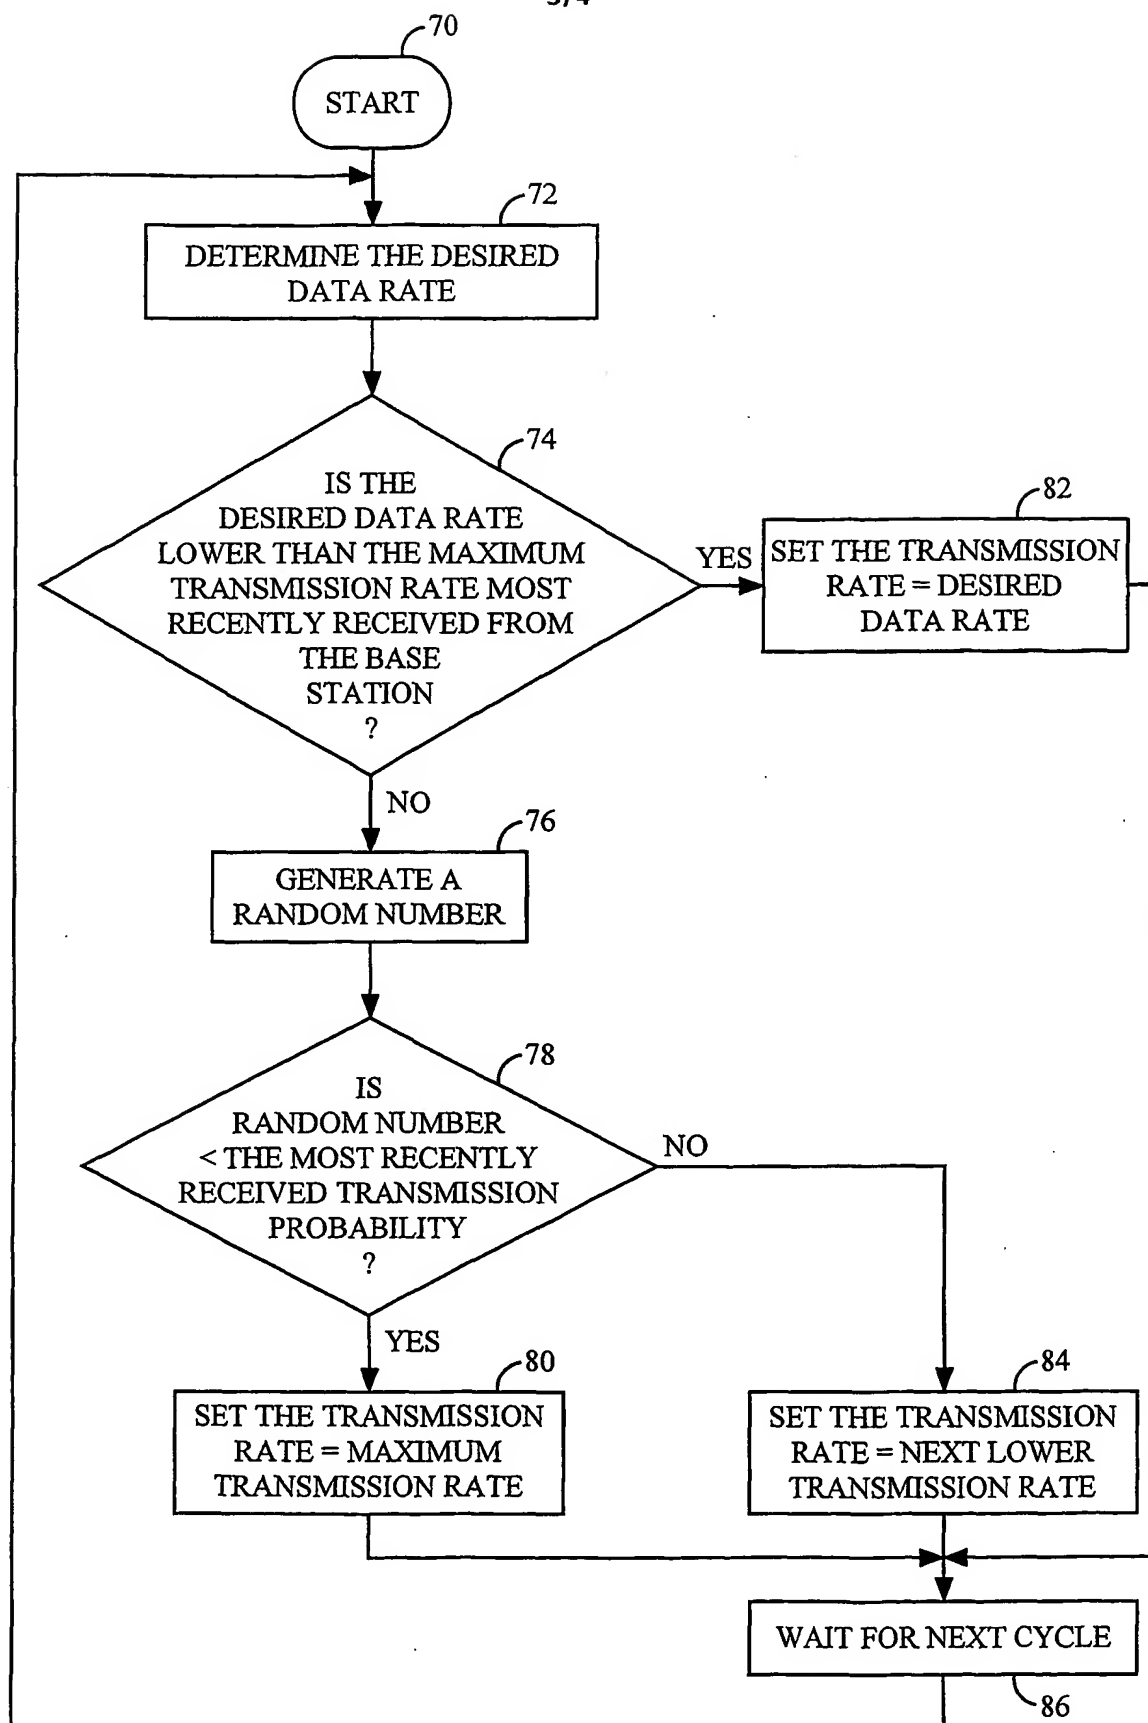 70
START
72
DETERMINE THE DESIRED
DATA RATE
74
IS THE
DESIRED DATA RATE
LOWER THAN THE MAXIMUM
TRANSMISSION RATE MOST
RECENTLY RECEIVED FROM
THE BASE
STATION
?
YES
82
SET THE TRANSMISSION
RATE = DESIRED
DATA RATE
NO
76
GENERATE A
RANDOM NUMBER
78
IS
RANDOM NUMBER
< THE MOST RECENTLY
RECEIVED TRANSMISSION
PROBABILITY
?
NO
YES
80
SET THE TRANSMISSION
RATE = MAXIMUM
TRANSMISSION RATE
84
SET THE TRANSMISSION
RATE = NEXT LOWER
TRANSMISSION RATE
WAIT FOR NEXT CYCLE
86